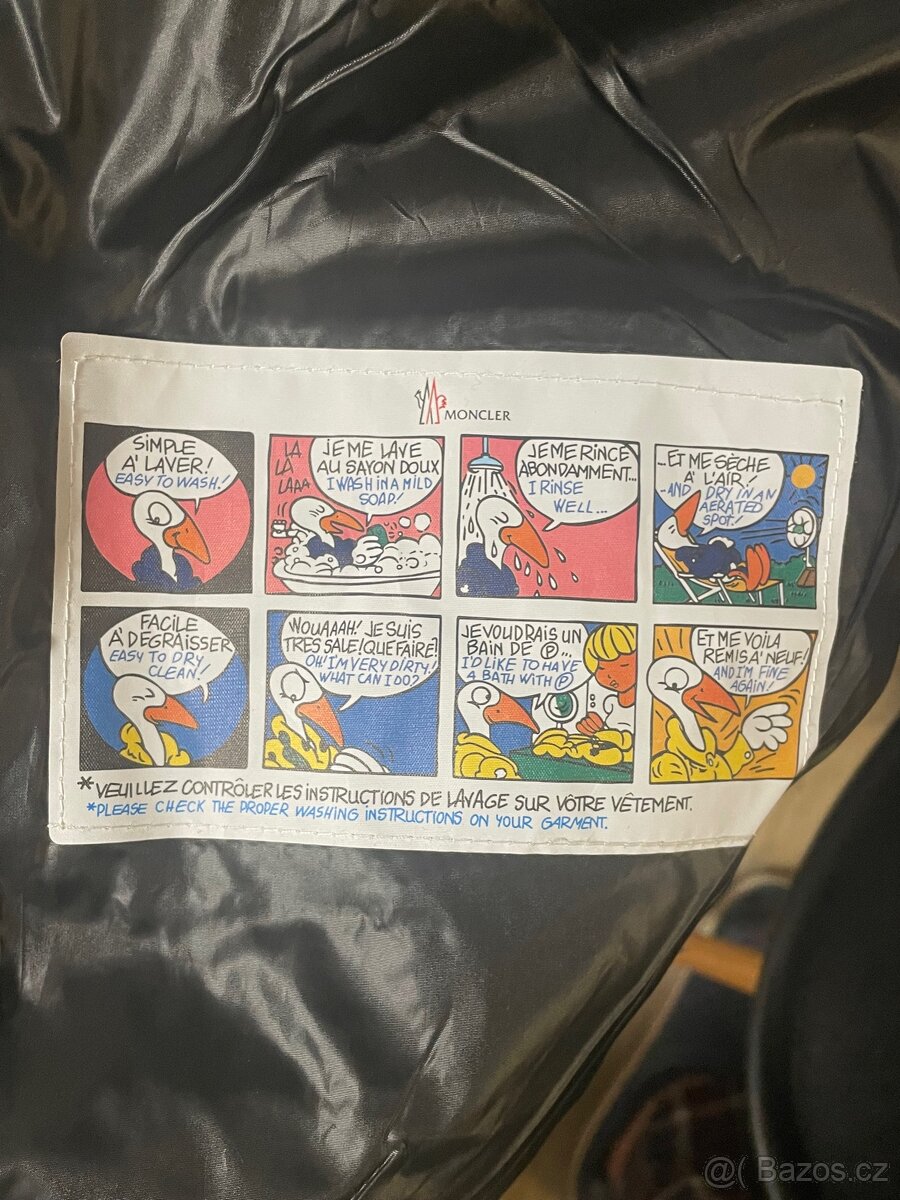 MONCLER
SIMPLE
A' LAVER!
EASY TO WASH!
LA
LA
LAAA
JE ME LAVE
AU SAVON DOUX
I WASH IN A MILD
SOAP!
JE ME RINCE
ABONDAMMENT...
I RINSE
WELL...
...ET ME SÈCHE
A' L'AIR!
-AND DRY IN AN
AERATED
SPOT!
FACILE
A' DEGRAISSER
EASY TO DRY
CLEAN!
WOUAAAH! JE SUIS
TRES SALE! QUE FAIRE?
OH! I'M VERY DIRTY!
WHAT CAN I DO?
JE VOUDRAIS UN
BAIN DE Ⓟ...
I'D LIKE TO HAVE
A BATH WITH Ⓟ
ET ME VOILA
REMIS A' NEUF!
AND I'M FINE
AGAIN!
*VEUILLEZ CONTRÔLER LES INSTRUCTIONS DE LAVAGE SUR VÔTRE VÊTEMENT.
*PLEASE CHECK THE PROPER WASHING INSTRUCTIONS ON YOUR GARMENT.
@( Bazos.cz